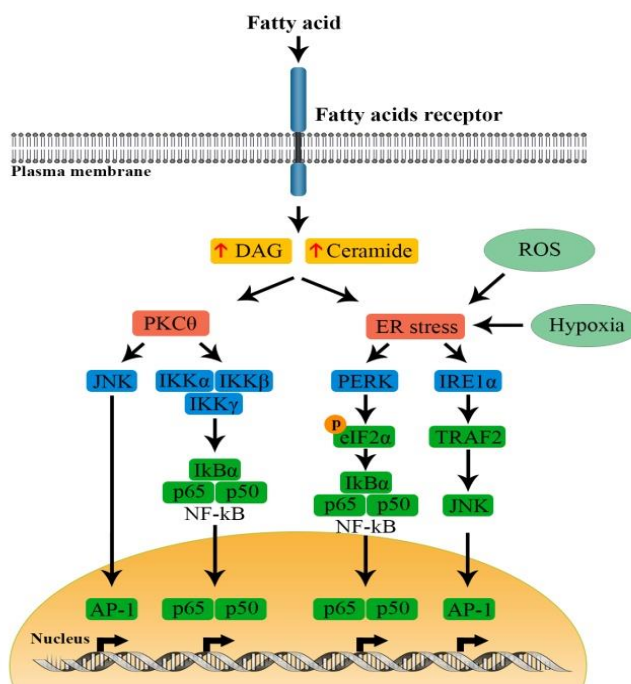 Fatty acid
Fatty acids receptor
Plasma membrane
↑ DAG ↑ Ceramide
ROS
PKCθ ER stress Hypoxia
JNK IKKα IKKβ PERK IRE1α
IKKγ
p
eIF2α TRAF2
IkBα IkBα
p65 p50 p65 p50 JNK
NF-kB NF-kB
AP-1 p65 p50 p65 p50 AP-1
Nucleus